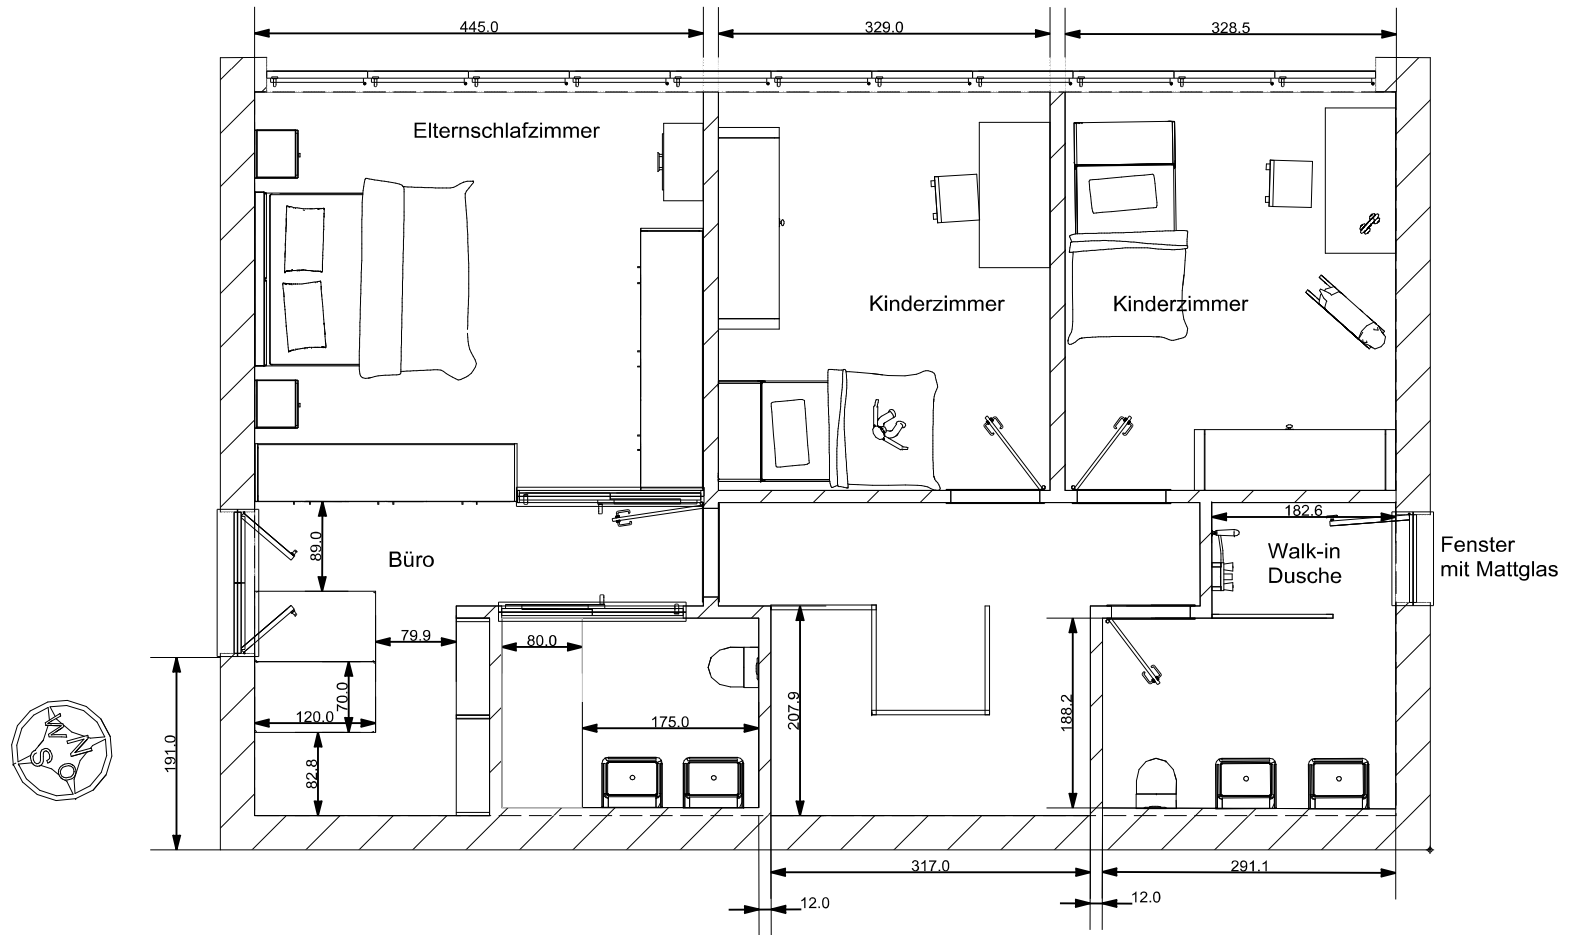 445.0
329.0
328.5
Elternschlafzimmer
Kinderzimmer
Kinderzimmer
182.6
89.0
Büro
Walk-in
Dusche
Fenster
mit Mattglas
79.9
80.0
70.0
120.0
175.0
207.9
188.2
191.0
82.8
W
N
S
O
317.0
291.1
12.0
12.0